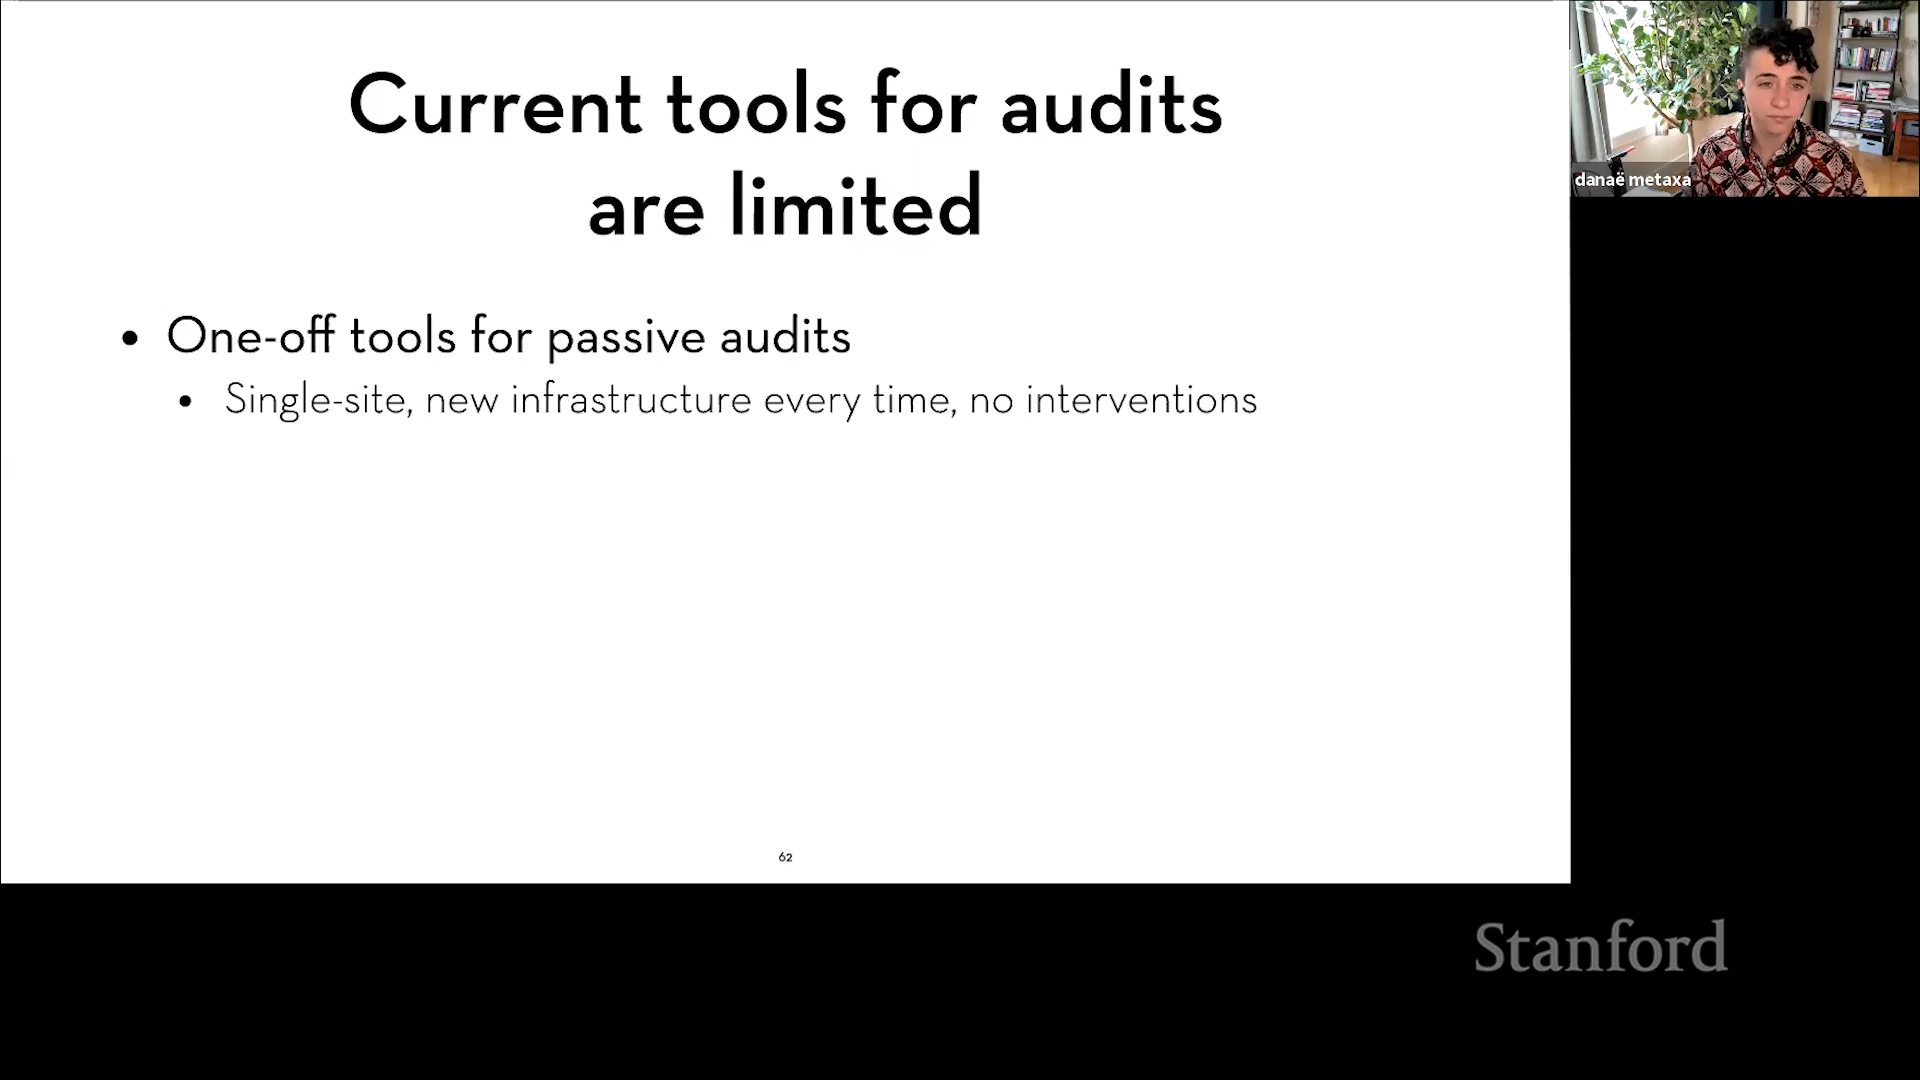 Current tools for audits
are limited
• One-off tools for passive audits
• Single-site, new infrastructure every time, no interventions
62
danaë metaxa
Stanford